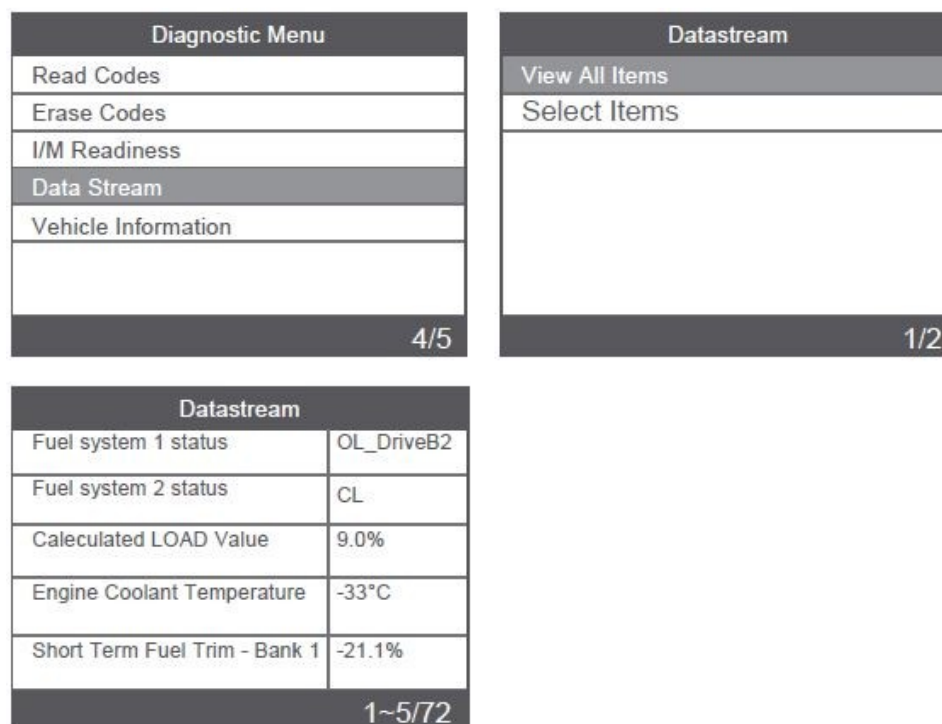 Diagnostic Menu
Read Codes
Erase Codes
I/M Readiness
Data Stream
Vehicle Information
4/5
Datastream
View All Items
Select Items
1/2
Datastream
Fuel system 1 status OL_DriveB2
Fuel system 2 status CL
Caleculated LOAD Value 9.0%
Engine Coolant Temperature -33°C
Short Term Fuel Trim - Bank 1 -21.1%
1~5/72